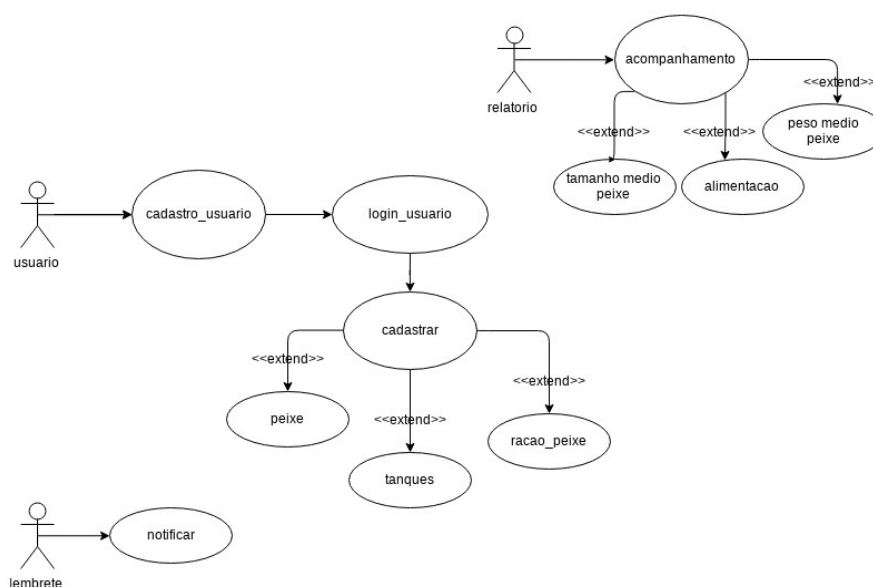 acompanhamento
relatorio
<<extend>>
<<extend>>
<<extend>>
peso medio
peixe
tamanho medio
peixe
alimentacao
usuario
cadastro_usuario
login_usuario
cadastrar
<<extend>>
<<extend>>
<<extend>>
peixe
tanques
racao_peixe
lembrete
notificar